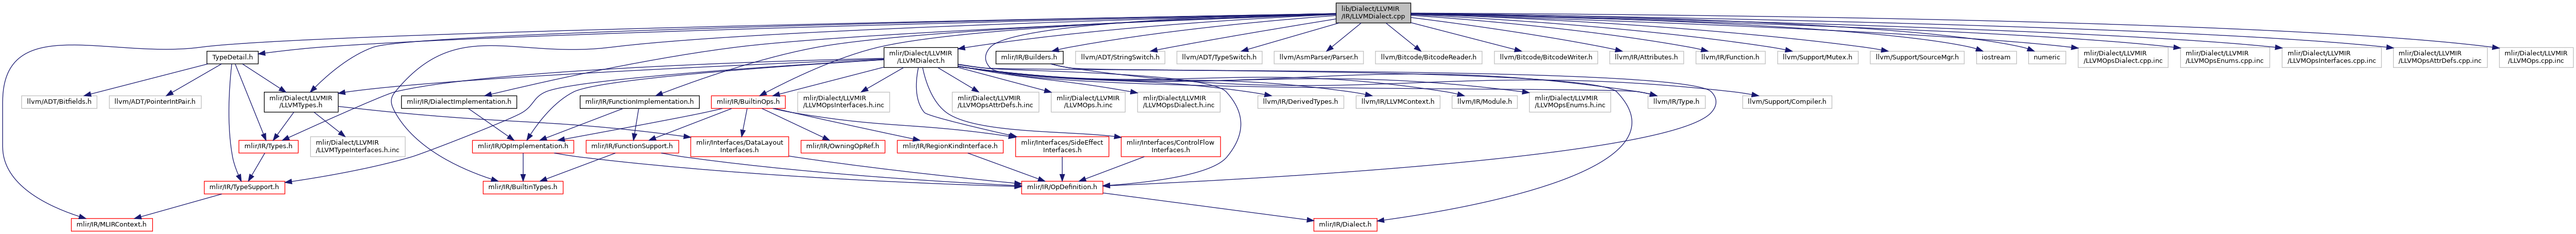 lib/Dialect/LLVMIR
/IR/LLVMDialect.cpp
TypeDetail.h
mlir/Dialect/LLVMIR
/LLVMDialect.h
mlir/IR/Builders.h
llvm/ADT/StringSwitch.h
llvm/ADT/TypeSwitch.h
llvm/AsmParser/Parser.h
llvm/Bitcode/BitcodeReader.h
llvm/Bitcode/BitcodeWriter.h
llvm/IR/Attributes.h
llvm/IR/Function.h
llvm/Support/Mutex.h
llvm/Support/SourceMgr.h
iostream
numeric
mlir/Dialect/LLVMIR
/LLVMOpsDialect.cpp.inc
mlir/Dialect/LLVMIR
/LLVMOpsEnums.cpp.inc
mlir/Dialect/LLVMIR
/LLVMOpsInterfaces.cpp.inc
mlir/Dialect/LLVMIR
/LLVMOpsAttrDefs.cpp.inc
mlir/Dialect/LLVMIR
/LLVMOps.cpp.inc
llvm/ADT/Bitfields.h
llvm/ADT/PointerIntPair.h
mlir/Dialect/LLVMIR
/LLVMTypes.h
mlir/IR/DialectImplementation.h
mlir/IR/FunctionImplementation.h
mlir/IR/BuiltinOps.h
mlir/Dialect/LLVMIR
/LLVMOpsInterfaces.h.inc
mlir/Dialect/LLVMIR
/LLVMOpsAttrDefs.h.inc
mlir/Dialect/LLVMIR
/LLVMOps.h.inc
mlir/Dialect/LLVMIR
/LLVMOpsDialect.h.inc
llvm/IR/DerivedTypes.h
llvm/IR/LLVMContext.h
llvm/IR/Module.h
mlir/Dialect/LLVMIR
/LLVMOpsEnums.h.inc
llvm/IR/Type.h
llvm/Support/Compiler.h
mlir/IR/Types.h
mlir/Dialect/LLVMIR
/LLVMTypeInterfaces.h.inc
mlir/IR/OpImplementation.h
mlir/IR/FunctionSupport.h
mlir/Interfaces/DataLayout
Interfaces.h
mlir/IR/OwningOpRef.h
mlir/IR/RegionKindInterface.h
mlir/Interfaces/SideEffect
Interfaces.h
mlir/Interfaces/ControlFlow
Interfaces.h
mlir/IR/TypeSupport.h
mlir/IR/BuiltinTypes.h
mlir/IR/OpDefinition.h
mlir/IR/MLIRContext.h
mlir/IR/Dialect.h